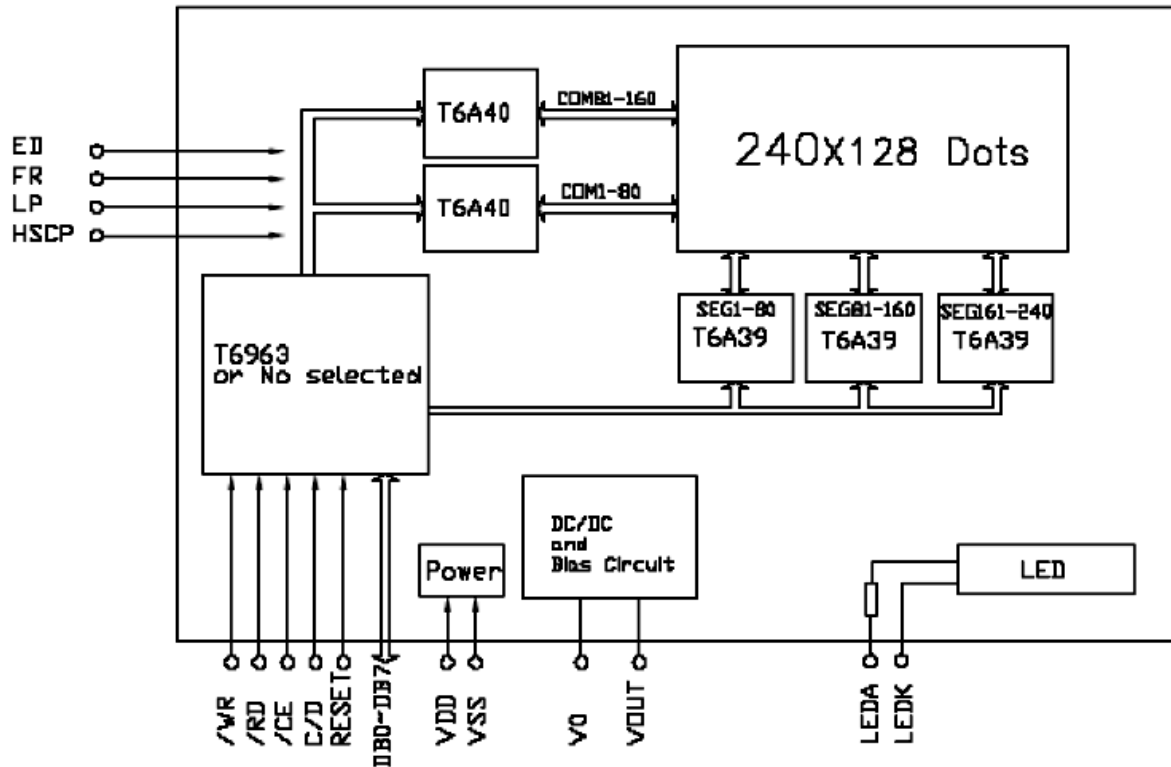 T6A40
COM81-160
240X128 Dots
ED
FR
LP
HSCP
T6A40
COM1-80
SEG1-80
T6A39
SEG81-160
T6A39
SEG161-240
T6A39
T6963
or No selected
DC/DC
and
Bias Circuit
Power
LED
/WR
/RD
/CE
C/D
RESET
DB0-DB7
VDD
VSS
VO
VOUT
LEDA
LEDK